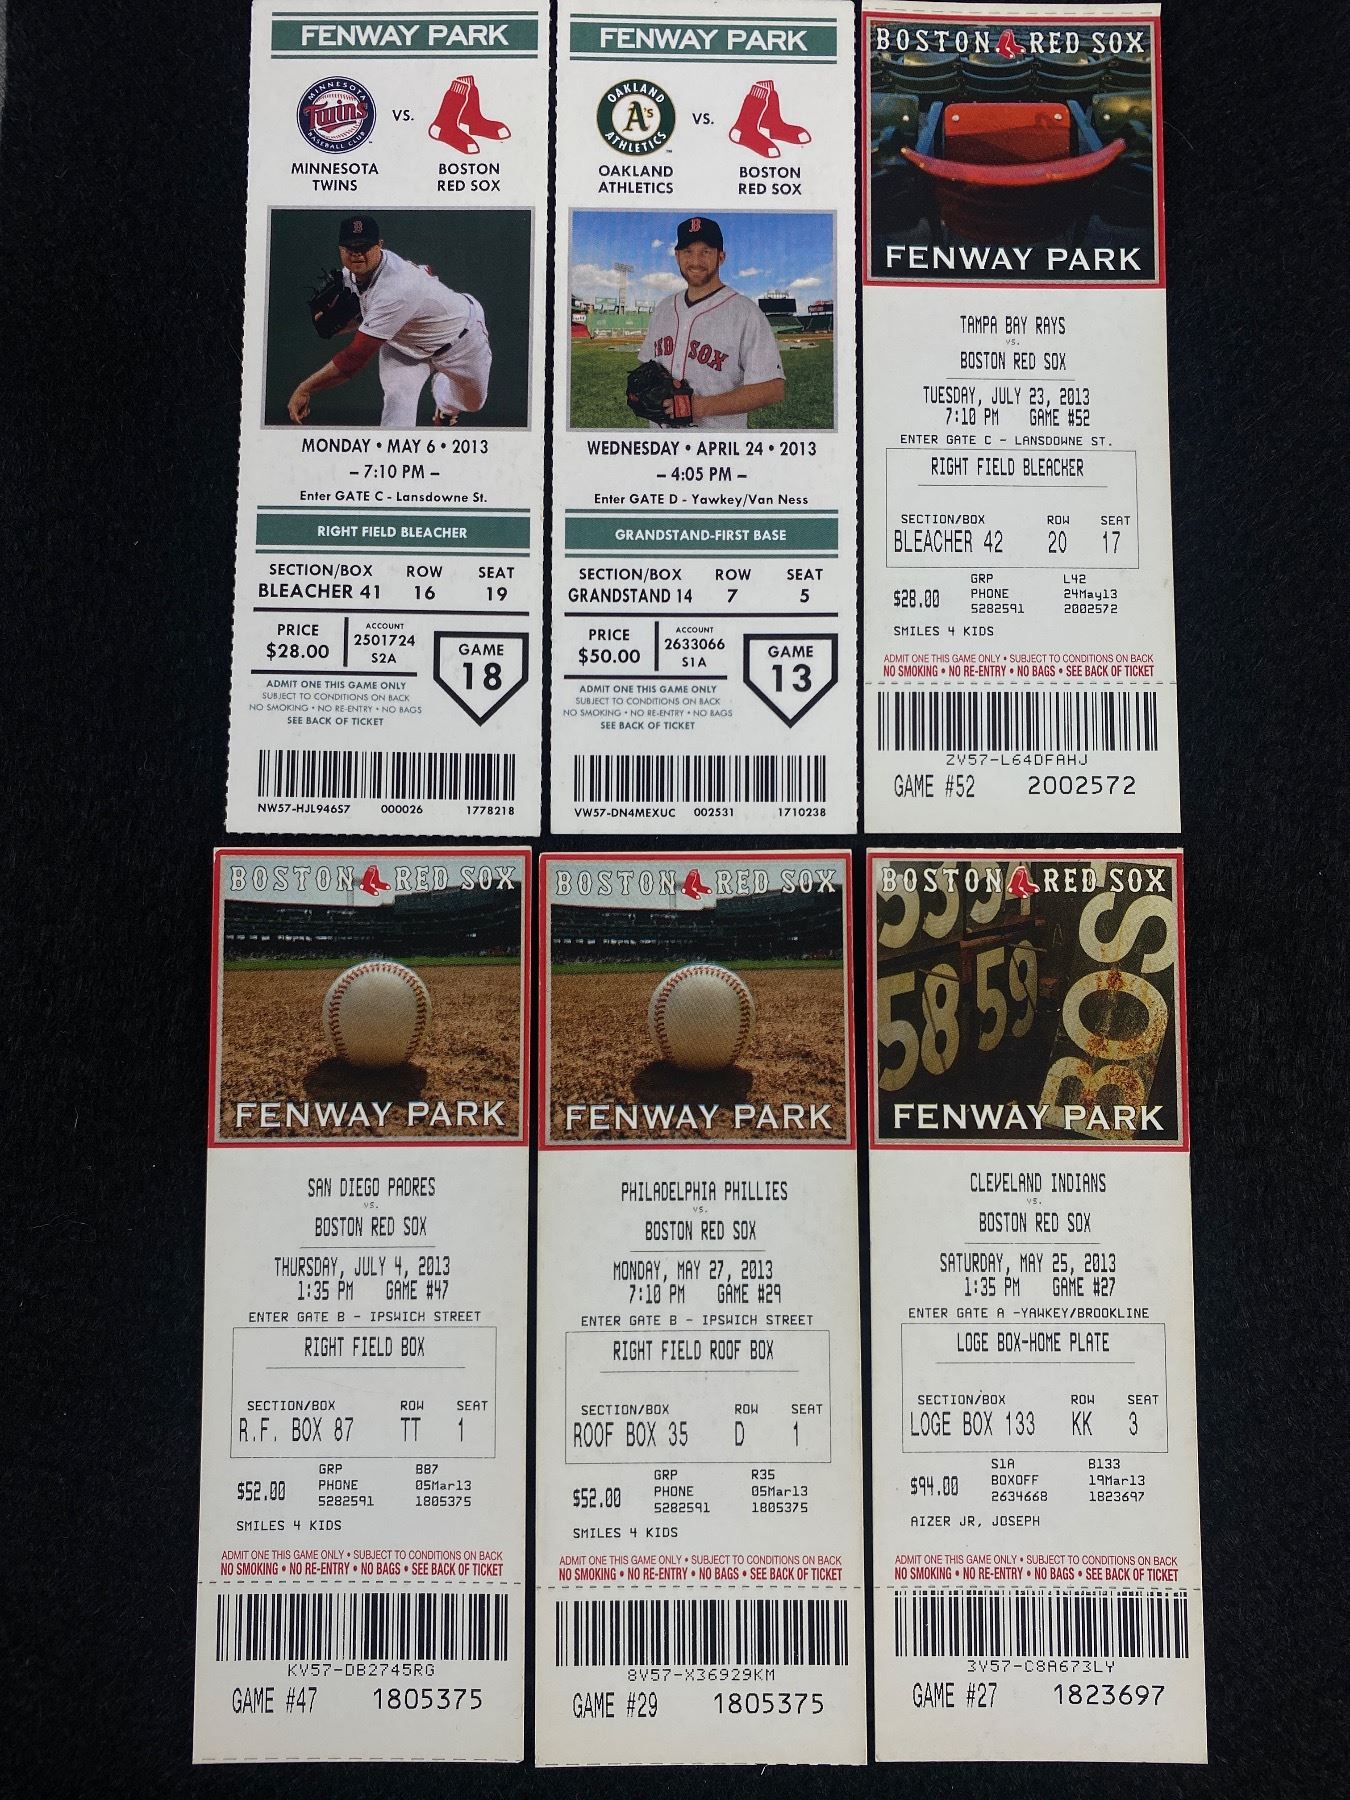 FENWAY PARK
MINNESOTA
Twins
BASEBALL CLUB
VS.
MINNESOTA
TWINS
BOSTON
RED SOX
B
MONDAY • MAY 6 • 2013
– 7:10 PM –
Enter GATE C - Lansdowne St.
RIGHT FIELD BLEACHER
SECTION/BOX ROW SEAT
BLEACHER 41 16 19
PRICE
$28.00
ACCOUNT
2501724
S2A
GAME
18
ADMIT ONE THIS GAME ONLY
SUBJECT TO CONDITIONS ON BACK
NO SMOKING • NO RE-ENTRY • NO BAGS
SEE BACK OF TICKET
NW57-HJL946S7 000026 1778218
FENWAY PARK
OAKLAND
A's
ATHLETICS
VS.
OAKLAND
ATHLETICS
BOSTON
RED SOX
B
RED SOX
WEDNESDAY • APRIL 24 • 2013
– 4:05 PM –
Enter GATE D - Yawkey/Van Ness
GRANDSTAND-FIRST BASE
SECTION/BOX ROW SEAT
GRANDSTAND 14 7 5
PRICE
$50.00
ACCOUNT
2633066
S1A
GAME
13
ADMIT ONE THIS GAME ONLY
SUBJECT TO CONDITIONS ON BACK
NO SMOKING • NO RE-ENTRY • NO BAGS
SEE BACK OF TICKET
VW57-DN4MEXUC 002531 1710238
BOSTON RED SOX
FENWAY PARK
TAMPA BAY RAYS
VS.
BOSTON RED SOX
TUESDAY, JULY 23, 2013
7:10 PM GAME #52
ENTER GATE C - LANSDOWNE ST.
RIGHT FIELD BLEACHER
SECTION/BOX ROW SEAT
BLEACHER 42 20 17
$28.00
GRP L42
PHONE 24May13
5282591 2002572
SMILES 4 KIDS
ADMIT ONE THIS GAME ONLY • SUBJECT TO CONDITIONS ON BACK
NO SMOKING • NO RE-ENTRY • NO BAGS • SEE BACK OF TICKET
ZV57-L64DFAHJ
GAME #52 2002572
BOSTON RED SOX
FENWAY PARK
SAN DIEGO PADRES
VS.
BOSTON RED SOX
THURSDAY, JULY 4, 2013
1:35 PM GAME #47
ENTER GATE B - IPSWICH STREET
RIGHT FIELD BOX
SECTION/BOX ROW SEAT
R.F. BOX 87 TT 1
$52.00
GRP B87
PHONE 05Mar13
5282591 1805375
SMILES 4 KIDS
ADMIT ONE THIS GAME ONLY • SUBJECT TO CONDITIONS ON BACK
NO SMOKING • NO RE-ENTRY • NO BAGS • SEE BACK OF TICKET
KV57-DB2745RG
GAME #47 1805375
BOSTON RED SOX
FENWAY PARK
PHILADELPHIA PHILLIES
VS.
BOSTON RED SOX
MONDAY, MAY 27, 2013
7:10 PM GAME #29
ENTER GATE B - IPSWICH STREET
RIGHT FIELD ROOF BOX
SECTION/BOX ROW SEAT
ROOF BOX 35 D 1
$52.00
GRP R35
PHONE 05Mar13
5282591 1805375
SMILES 4 KIDS
ADMIT ONE THIS GAME ONLY • SUBJECT TO CONDITIONS ON BACK
NO SMOKING • NO RE-ENTRY • NO BAGS • SEE BACK OF TICKET
8V57-X36929KM
GAME #29 1805375
BOSTON RED SOX
53 54
58 59
BOS
FENWAY PARK
CLEVELAND INDIANS
VS.
BOSTON RED SOX
SATURDAY, MAY 25, 2013
1:35 PM GAME #27
ENTER GATE A -YAWKEY/BROOKLINE
LOGE BOX-HOME PLATE
SECTION/BOX ROW SEAT
LOGE BOX 133 KK 3
$94.00
S1A B133
BOXOFF 19Mar13
2634668 1823697
AIZER JR, JOSEPH
ADMIT ONE THIS GAME ONLY • SUBJECT TO CONDITIONS ON BACK
NO SMOKING • NO RE-ENTRY • NO BAGS • SEE BACK OF TICKET
3V57-C8A673LY
GAME #27 1823697